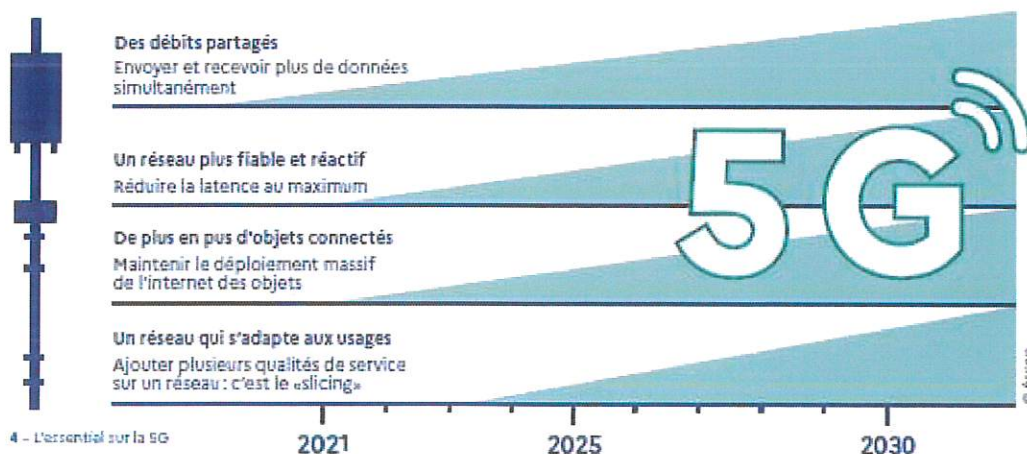 Des débits partagés
Envoyer et recevoir plus de données
simultanément
Un réseau plus fiable et réactif
Réduire la latence au maximum
De plus en pus d'objets connectés
Maintenir le déploiement massif
de l'internet des objets
Un réseau qui s'adapte aux usages
Ajouter plusieurs qualités de service
sur un réseau : c'est le «slicing»
5G
4 – L'essentiel sur la 5G
2021
2025
2030